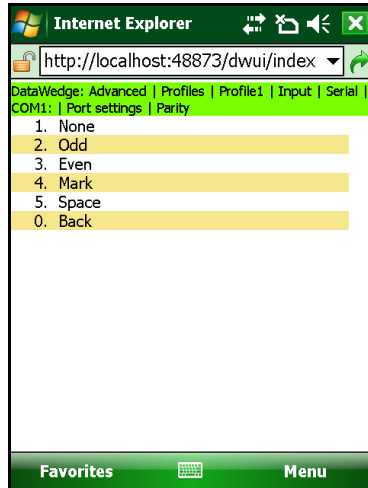 Internet Explorer
http://localhost:48873/dwui/index
DataWedge: Advanced | Profiles | Profile1 | Input | Serial |
COM1: | Port settings | Parity
1. None
2. Odd
3. Even
4. Mark
5. Space
0. Back
Favorites Menu